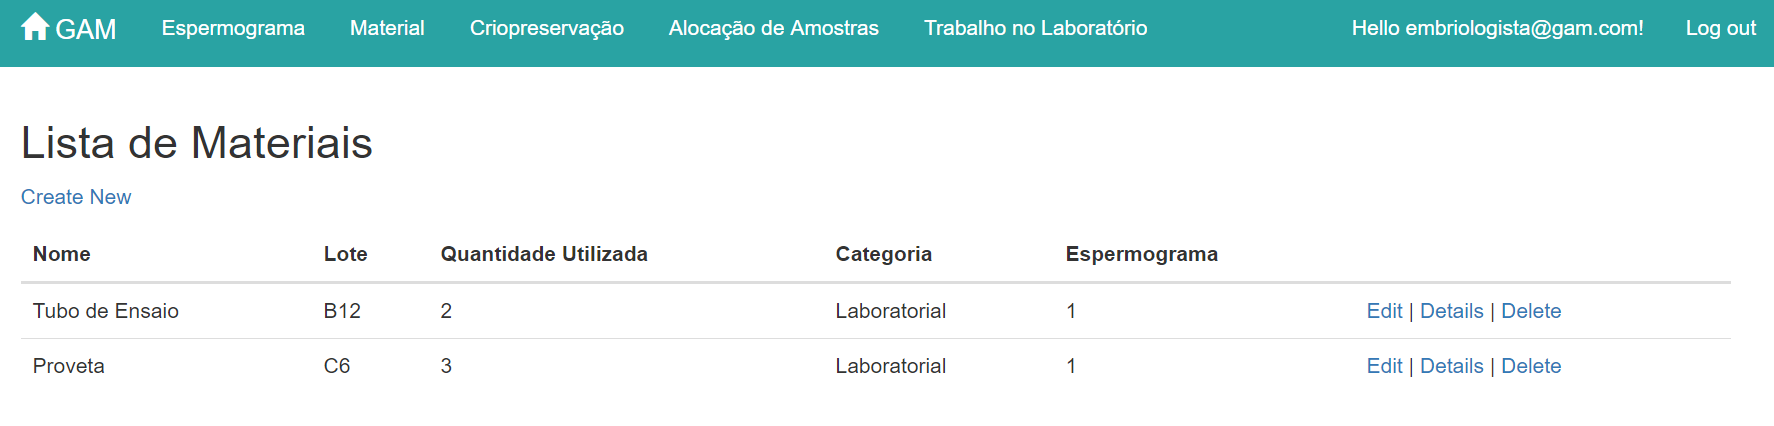 GAM Espermograma Material Criopreservação Alocação de Amostras Trabalho no Laboratório Hello embriologista@gam.com! Log out
Lista de Materiais
Create New
Nome Lote Quantidade Utilizada Categoria Espermograma
Tubo de Ensaio B12 2 Laboratorial 1 Edit | Details | Delete
Proveta C6 3 Laboratorial 1 Edit | Details | Delete